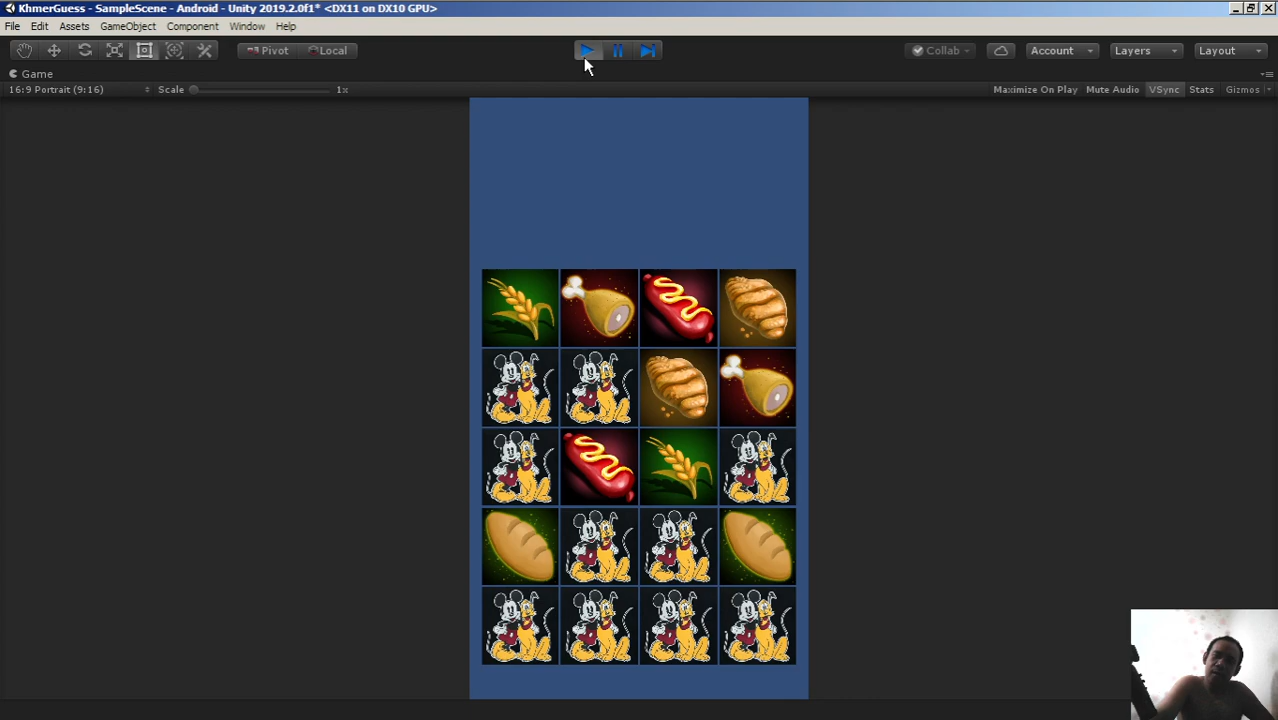 KhmerGuess - SampleScene - Android - Unity 2019.2.0f1* <DX11 on DX10 GPU>
File Edit Assets GameObject Component Window Help
Pivot Local Collab Account Layers Layout
Game
16:9 Portrait (9:16) Scale 1x Maximize On Play Mute Audio VSync Stats Gizmos